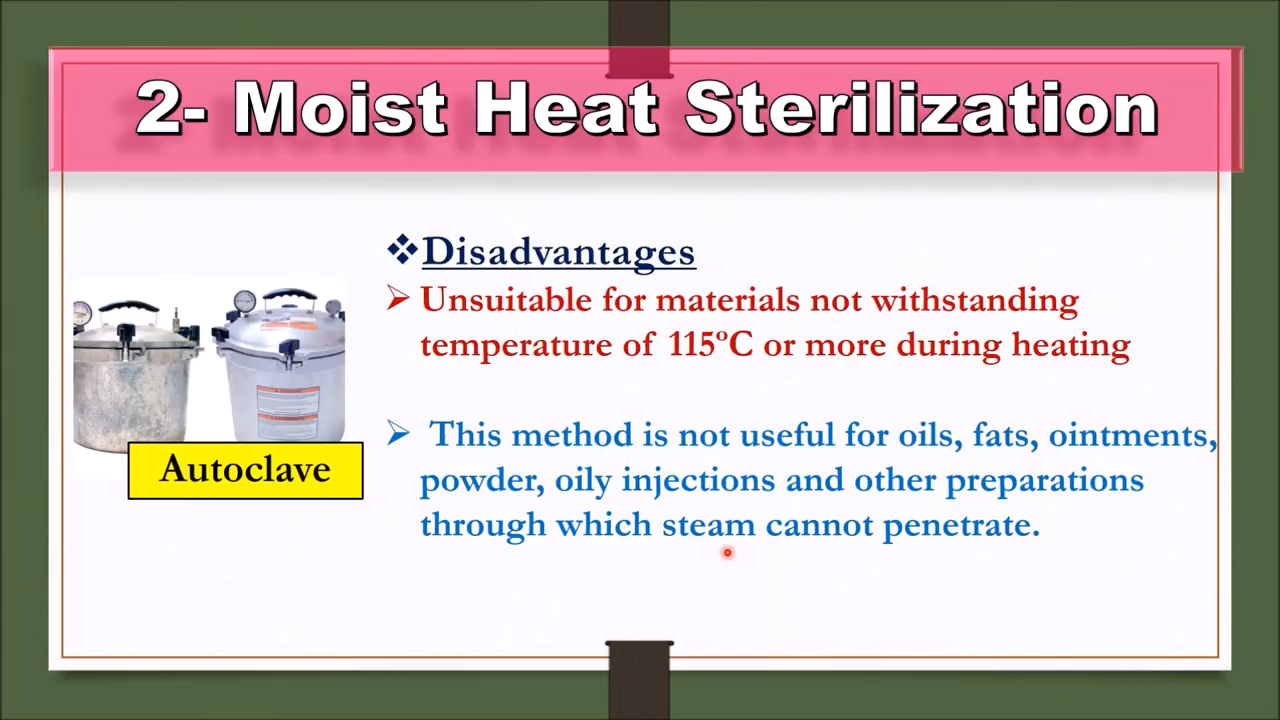 2- Moist Heat Sterilization
❖Disadvantages
➢ Unsuitable for materials not withstanding
temperature of 115ºC or more during heating
➢ This method is not useful for oils, fats, ointments,
powder, oily injections and other preparations
through which steam cannot penetrate.
Autoclave